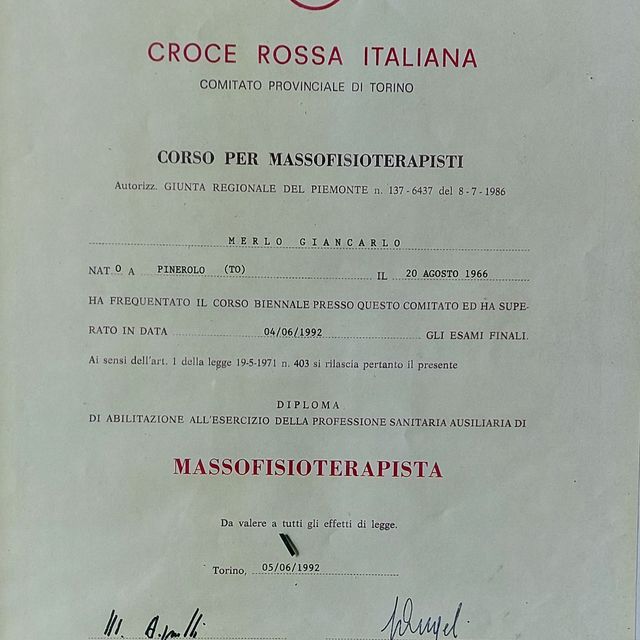 CROCE ROSSA ITALIANA
COMITATO PROVINCIALE DI TORINO
CORSO PER MASSOFISIOTERAPISTI
Autorizz. GIUNTA REGIONALE DEL PIEMONTE n. 137-6437 del 8-7-1986
MERLO GIANCARLO
NATO A PINEROLO (TO) IL 20 AGOSTO 1966
HA FREQUENTATO IL CORSO BIENNALE PRESSO QUESTO COMITATO ED HA SUPE-
RATO IN DATA 04/06/1992 GLI ESAMI FINALI.
Ai sensi dell'art. 1 della legge 19-5-1971 n. 403 si rilascia pertanto il presente
DIPLOMA
DI ABILITAZIONE ALL'ESERCIZIO DELLA PROFESSIONE SANITARIA AUSILIARIA DI
MASSOFISIOTERAPISTA
Da valere a tutti gli effetti di legge.
Torino, 05/06/1992